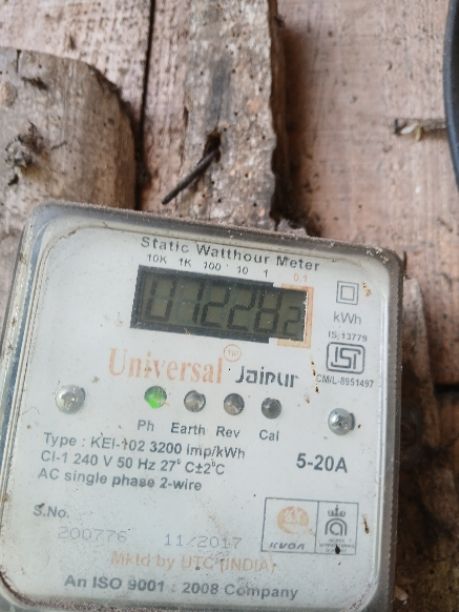 Static Watthour Meter
10K 1K 100 10 1 0.1
072282
kWh
IS:13779
Universal TM Jaipur
CM/L-8951497
Ph Earth Rev Cal
Type : KEI-102 3200 Imp/kWh
Cl-1 240 V 50 Hz 27°C±2°C
5-20A
AC single phase 2-wire
S.No.
200776 11/2017
Mktd by UTC (INDIA)
An ISO 9001 : 2008 Company